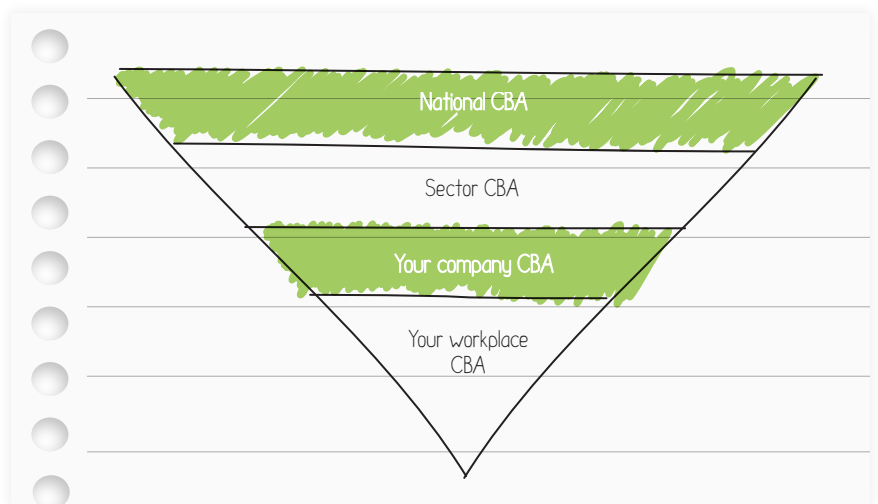 National CBA
Sector CBA
Your company CBA
Your workplace
CBA